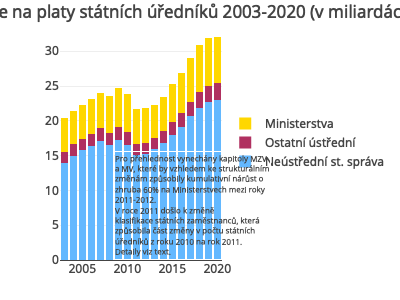 e na platy státních úředníků 2003-2020 (v miliardác
30
25
20
15
10
5
0
2005
2010
2015
2020
Ministerstva
Ostatní ústřední
Neústřední st. správa
Pro přehlednost vynechány kapitoly MZV
a MV, které by vzhledem ke strukturálním
změnám způsobily kumulativní nárůst o
zhruba 60% na Ministerstvech mezi roky
2011-2012.
V roce 2011 došlo k změně
klasifikace státních zaměstnanců, která
způsobila část změny v počtu státních
úředníků z roku 2010 na rok 2011.
Detaily viz text.